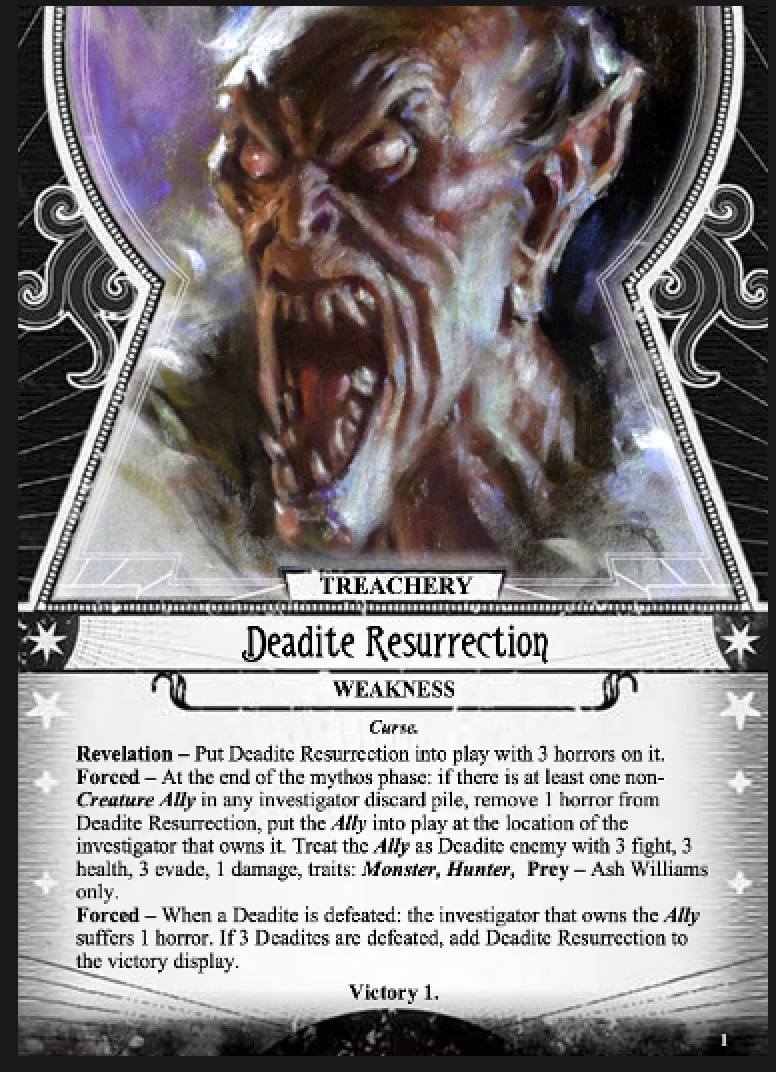 TREACHERY
Deadite Resurrection
WEAKNESS
Curse.
Revelation – Put Deadite Resurrection into play with 3 horrors on it.
Forced – At the end of the mythos phase: if there is at least one non-
Creature Ally in any investigator discard pile, remove 1 horror from
Deadite Resurrection, put the Ally into play at the location of the
investigator that owns it. Treat the Ally as Deadite enemy with 3 fight, 3
health, 3 evade, 1 damage, traits: Monster, Hunter, Prey – Ash Williams
only.
Forced – When a Deadite is defeated: the investigator that owns the Ally
suffers 1 horror. If 3 Deadites are defeated, add Deadite Resurrection to
the victory display.
Victory 1.
1